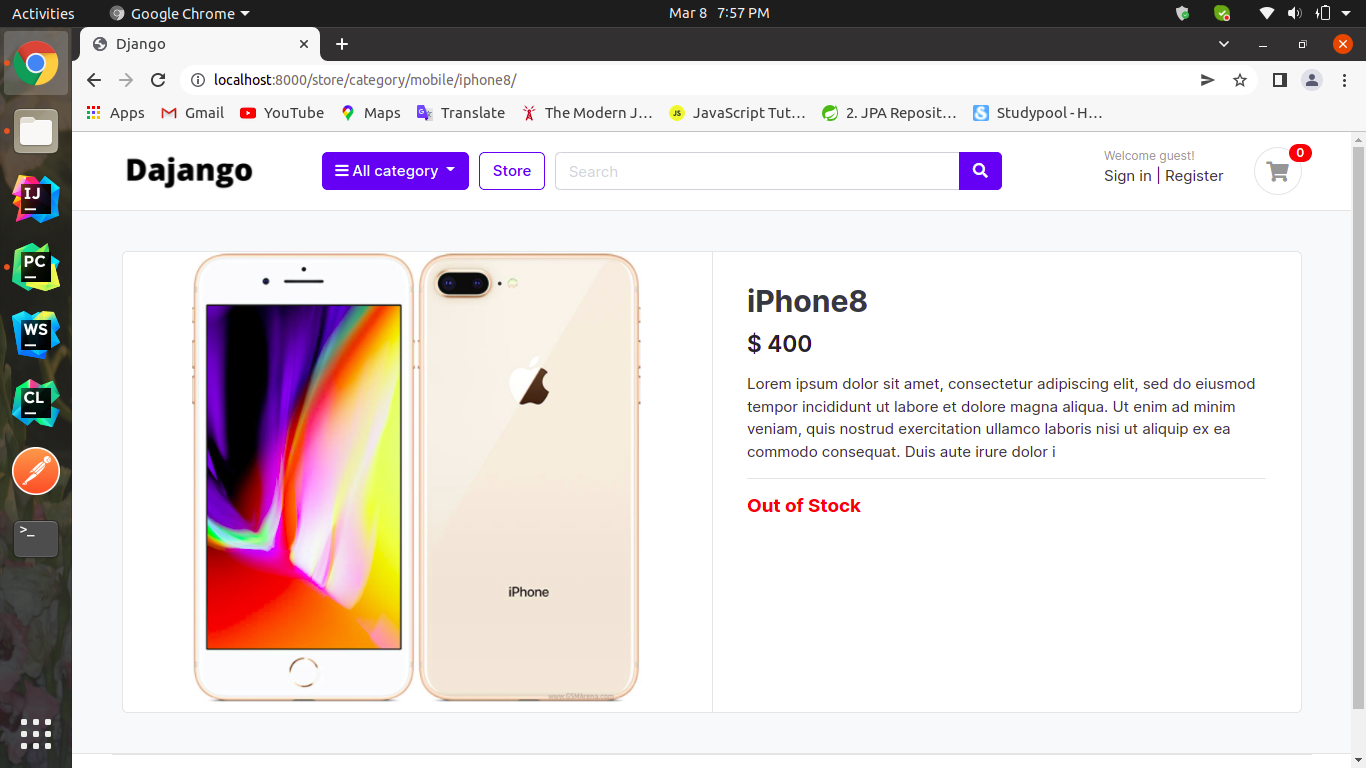 Activities Google Chrome Mar 8 7:57 PM
Django
localhost:8000/store/category/mobile/iphone8/
Apps Gmail YouTube Maps Translate The Modern J… JavaScript Tut… 2. JPA Reposit… Studypool - H…
Dajango All category Store Search Welcome guest! 0
Sign in | Register
IJ
PC
WS
CL
>_
iPhone8
$ 400
Lorem ipsum dolor sit amet, consectetur adipiscing elit, sed do eiusmod
tempor incididunt ut labore et dolore magna aliqua. Ut enim ad minim
veniam, quis nostrud exercitation ullamco laboris nisi ut aliquip ex ea
commodo consequat. Duis aute irure dolor i
Out of Stock
iPhone
www.GSMArena.com